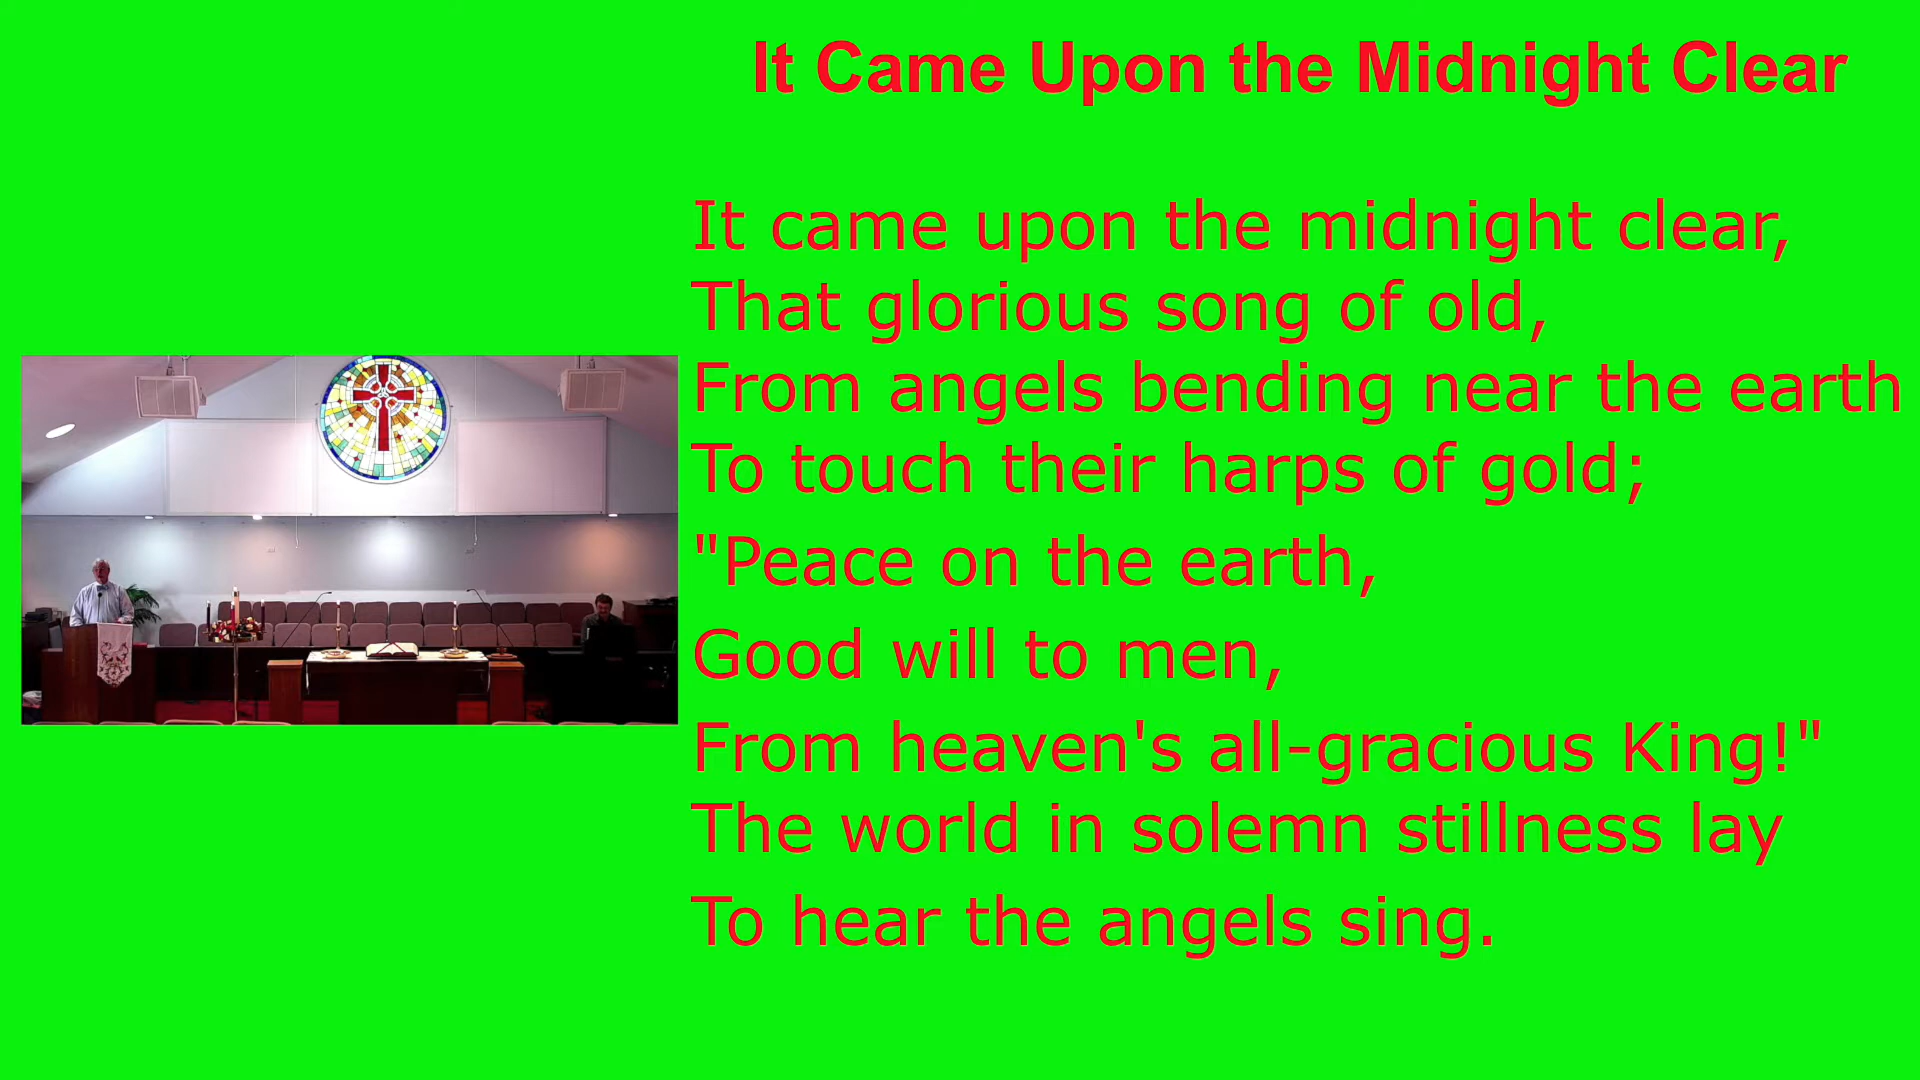 It Came Upon the Midnight Clear
It came upon the midnight clear,
That glorious song of old,
From angels bending near the earth
To touch their harps of gold;
"Peace on the earth,
Good will to men,
From heaven's all-gracious King!"
The world in solemn stillness lay
To hear the angels sing.